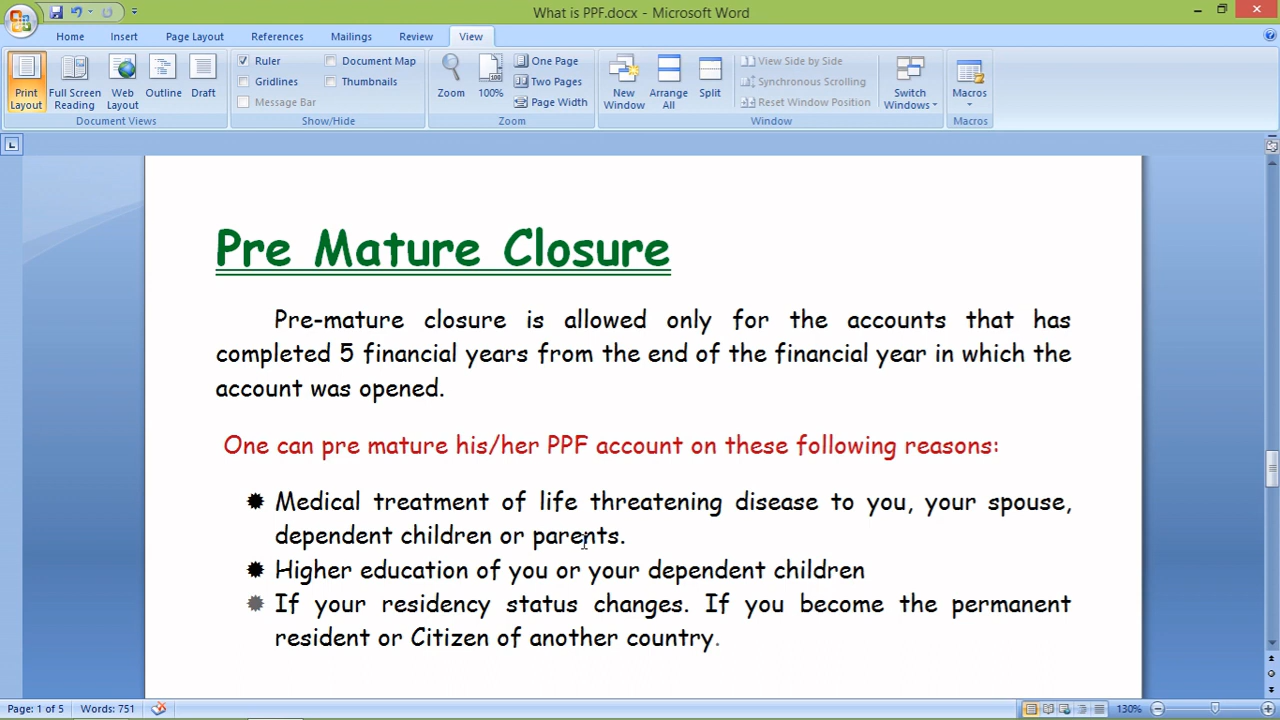 What is PPF.docx - Microsoft Word
Home Insert Page Layout References Mailings Review View
Print Layout
Full Screen Reading
Web Layout
Outline
Draft
Document Views
Ruler
Gridlines
Message Bar
Document Map
Thumbnails
Show/Hide
Zoom
100%
One Page
Two Pages
Page Width
Zoom
New Window
Arrange All
Split
View Side by Side
Synchronous Scrolling
Reset Window Position
Switch Windows
Window
Macros
Macros
Pre Mature Closure
Pre-mature closure is allowed only for the accounts that has
completed 5 financial years from the end of the financial year in which the
account was opened.
One can pre mature his/her PPF account on these following reasons:
Medical treatment of life threatening disease to you, your spouse,
dependent children or parents.
Higher education of you or your dependent children
If your residency status changes. If you become the permanent
resident or Citizen of another country.
Page: 1 of 5 Words: 751 130%